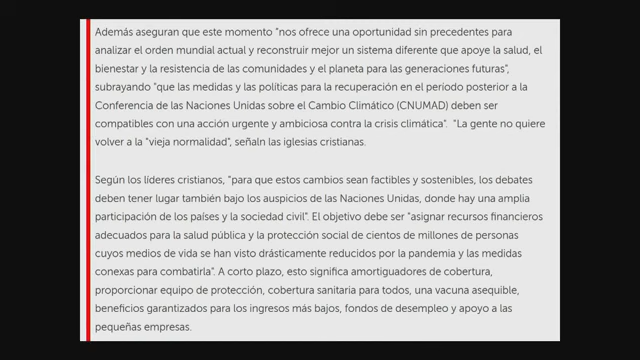 Además aseguran que este momento "nos ofrece una oportunidad sin precedentes para
analizar el orden mundial actual y reconstruir mejor un sistema diferente que apoye la salud, el
bienestar y la resistencia de las comunidades y el planeta para las generaciones futuras",
subrayando "que las medidas y las políticas para la recuperación en el período posterior a la
Conferencia de las Naciones Unidas sobre el Cambio Climático (CNUMAD) deben ser
compatibles con una acción urgente y ambiciosa contra la crisis climática". "La gente no quiere
volver a la "vieja normalidad", señaln las iglesias cristianas.
Según los líderes cristianos, "para que estos cambios sean factibles y sostenibles, los debates
deben tener lugar también bajo los auspicios de las Naciones Unidas, donde hay una amplia
participación de los países y la sociedad civil". El objetivo debe ser "asignar recursos financieros
adecuados para la salud pública y la protección social de cientos de millones de personas
cuyos medios de vida se han visto drásticamente reducidos por la pandemia y las medidas
conexas para combatirla". A corto plazo, esto significa amortiguadores de cobertura,
proporcionar equipo de protección, cobertura sanitaria para todos, una vacuna asequible,
beneficios garantizados para los ingresos más bajos, fondos de desempleo y apoyo a las
pequeñas empresas.